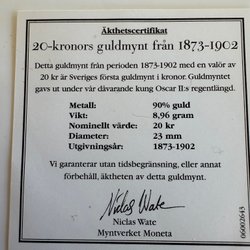 Äkthetscertifikat
20-kronors guldmynt från 1873-1902
Detta guldmynt från perioden 1873-1902 med en valör av
20 kr är Sveriges första guldmynt i kronor. Guldmyntet
gavs ut under vår dåvarande kung Oscar II:s regentlängd.
Metall: 90% guld
Vikt: 8,96 gram
Nominellt värde: 20 kr
Diameter: 23 mm
Utgivningsår: 1873-1902
Vi garanterar utan tidsbegränsning, eller annat
förbehåll, äktheten av detta guldmynt.
Niclas Wate
Niclas Wate
Myntverket Moneta